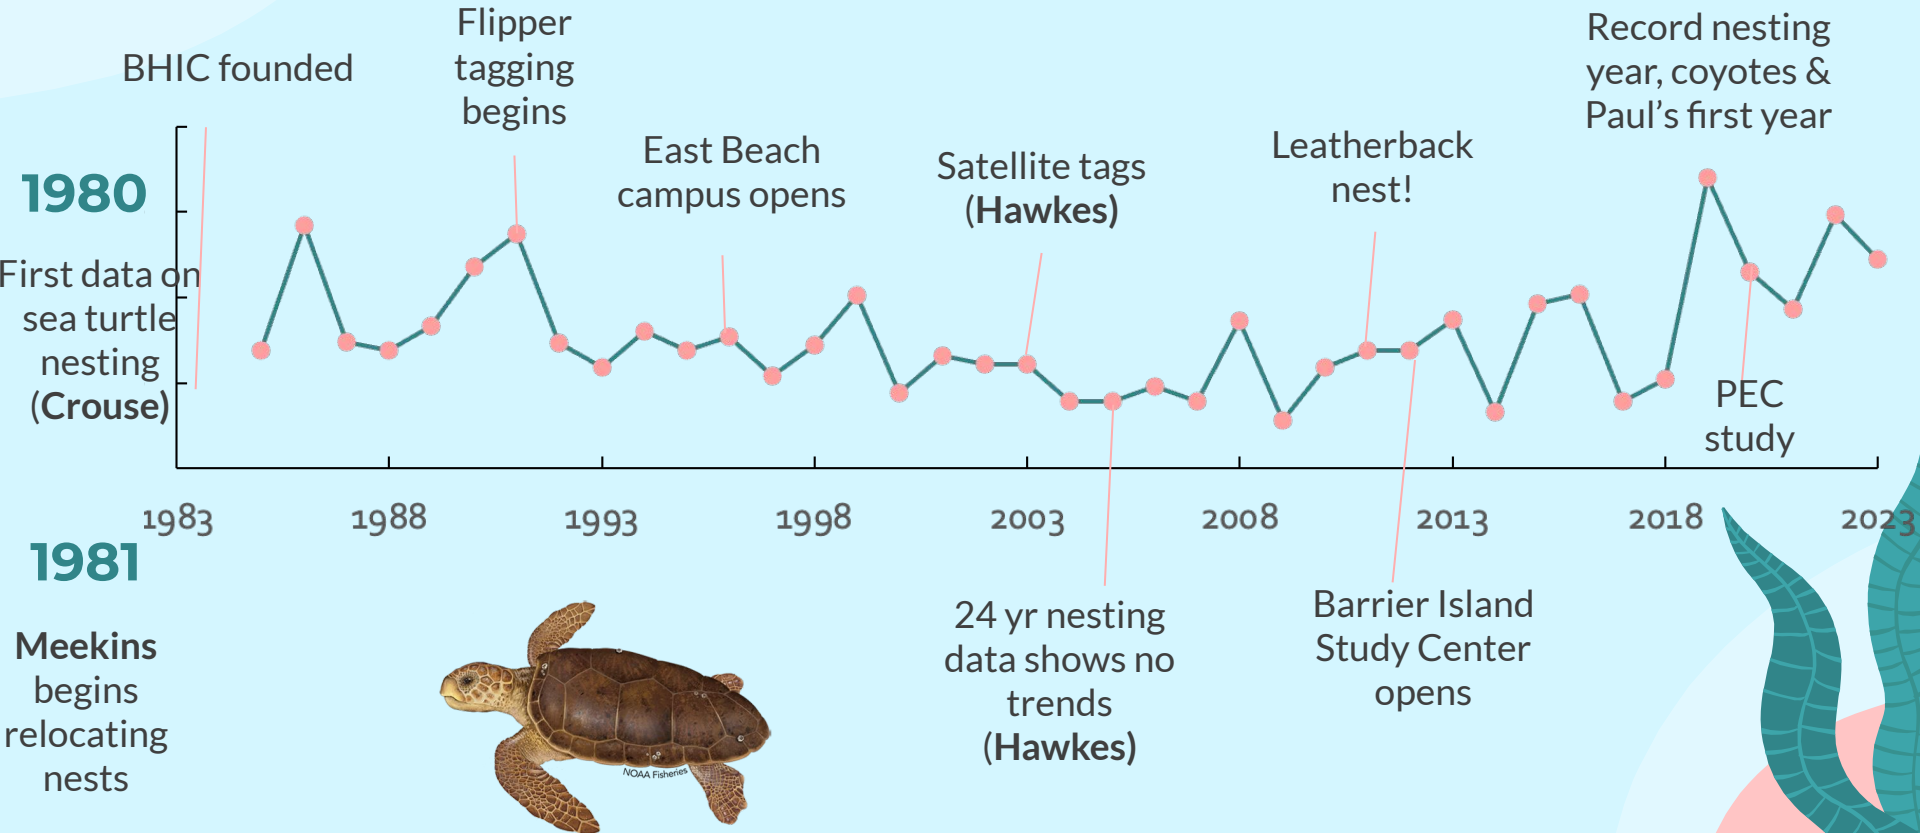 BHIC founded
Flipper
tagging
begins
East Beach
campus opens
Satellite tags
(Hawkes)
Leatherback
nest!
Record nesting
year, coyotes &
Paul's first year
1980
First data on
sea turtle
nesting
(Crouse)
PEC
study
1983
1988
1993
1998
2003
2008
2013
2018
2023
1981
Meekins
begins
relocating
nests
NOAA Fisheries
24 yr nesting
data shows no
trends
(Hawkes)
Barrier Island
Study Center
opens